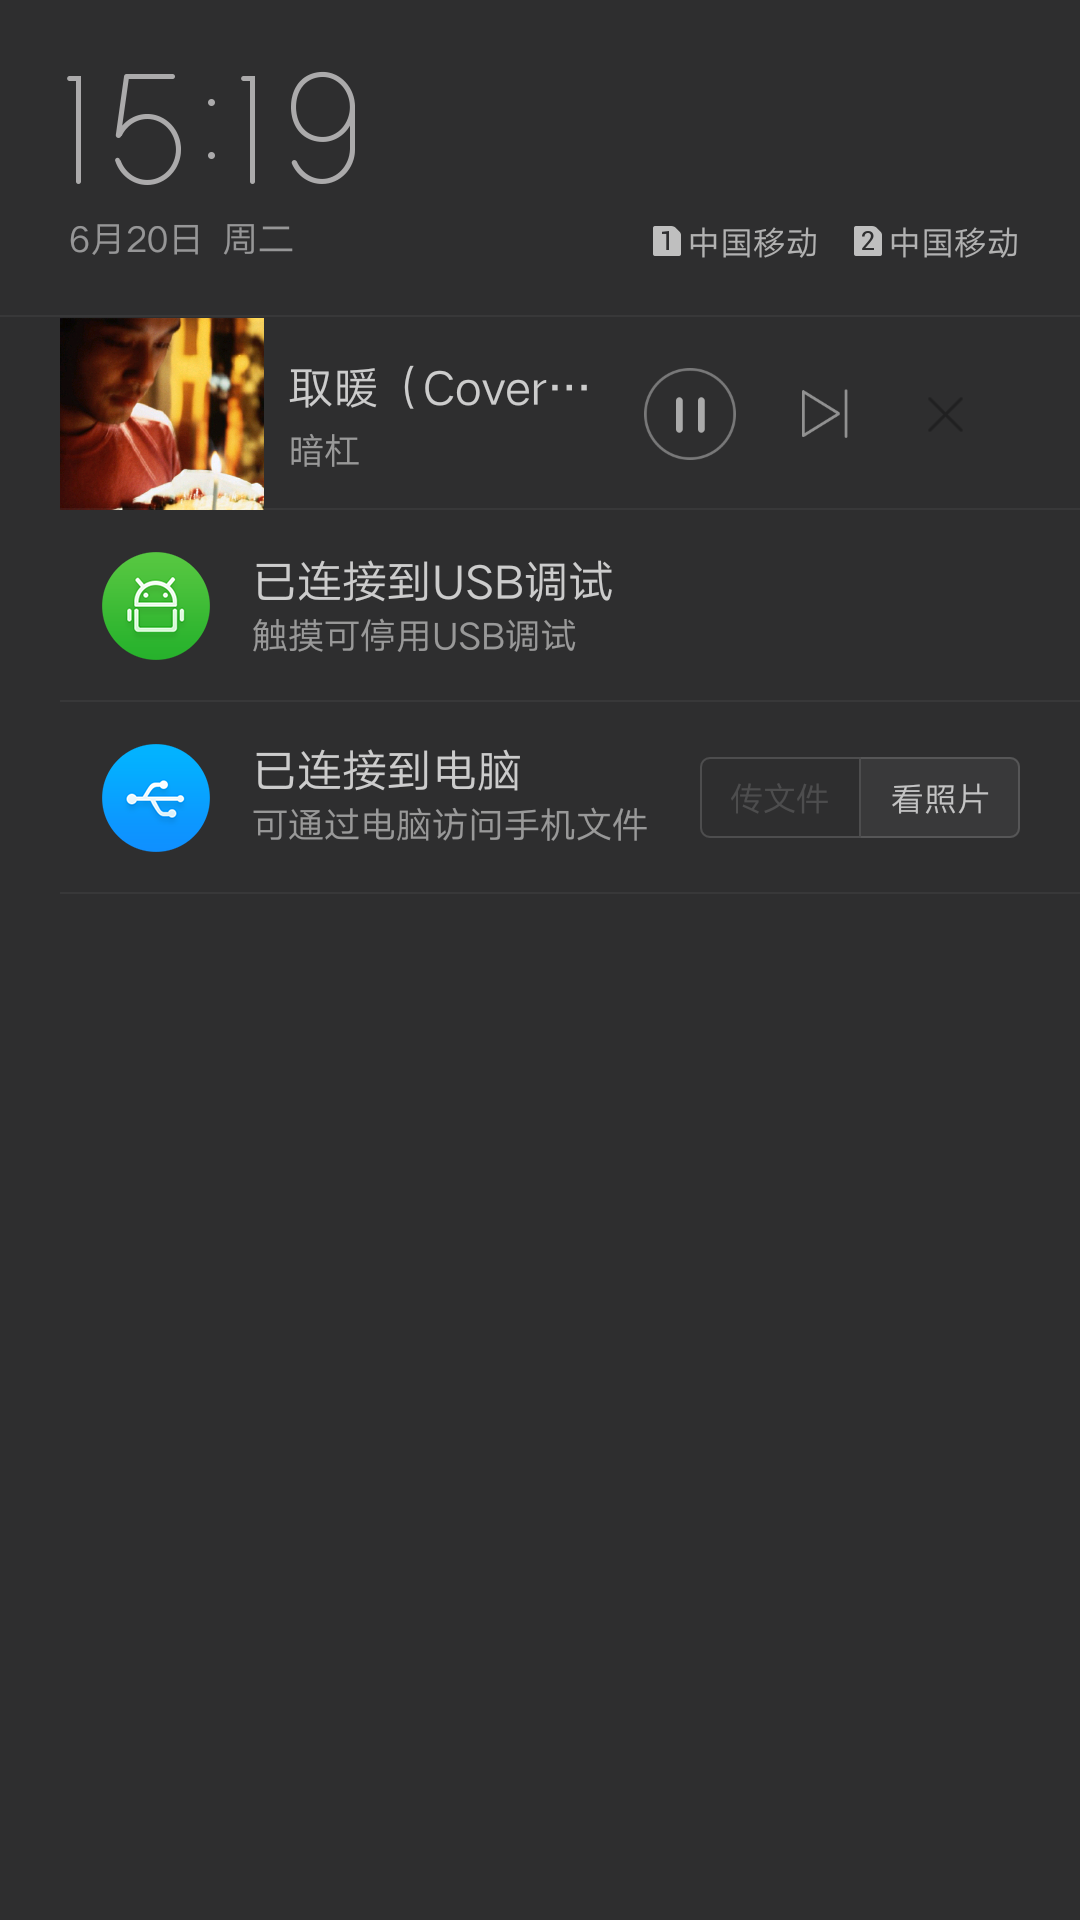 15:19
6月20日 周二
1 中国移动 2 中国移动
取暖（Cover…
暗杠
已连接到USB调试
触摸可停用USB调试
已连接到电脑
可通过电脑访问手机文件
传文件 看照片